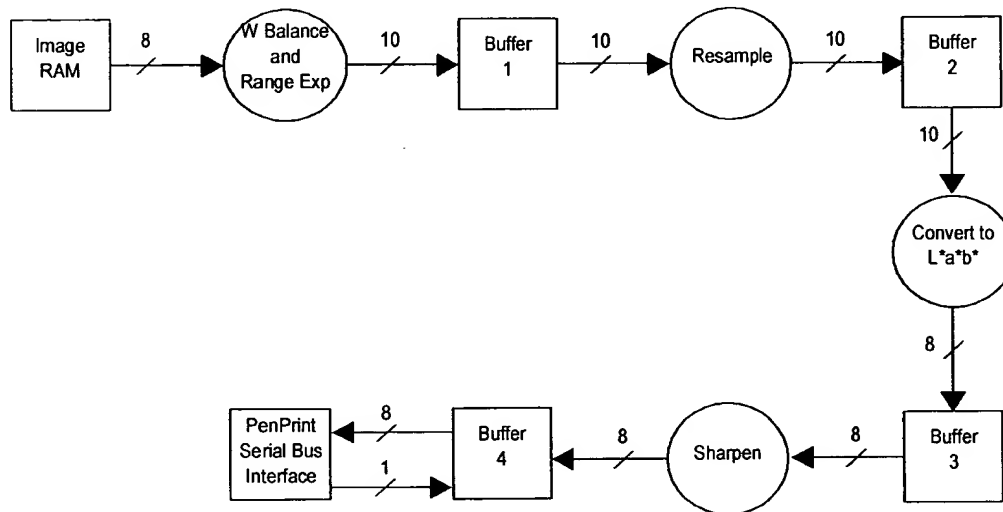 Image
RAM
8
W Balance
and
Range Exp
10
Buffer
1
10
Resample
10
Buffer
2
10
Convert to
L*a*b*
8
Buffer
3
8
Sharpen
8
Buffer
4
8
1
PenPrint
Serial Bus
Interface